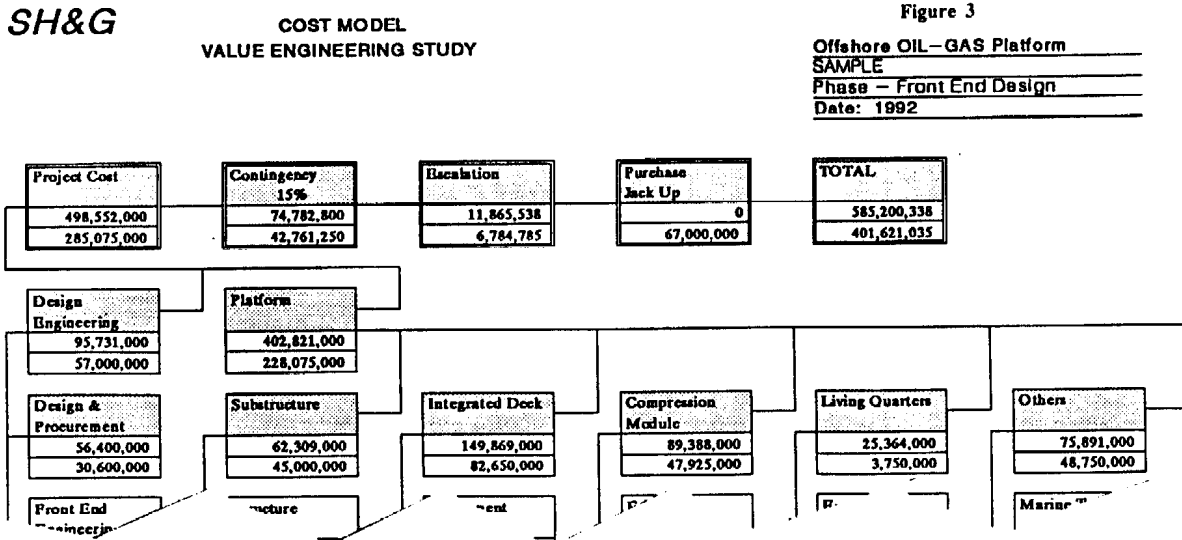 SH&G
COST MODEL
VALUE ENGINEERING STUDY
Figure 3
Offshore OIL—GAS Platform
SAMPLE
Phase — Front End Design
Date: 1992
Project Cost
498,552,000
285,075,000
Contingency
15%
74,782,800
42,761,250
Escalation
11,865,538
6,784,785
Purchase
Jack Up
0
67,000,000
TOTAL
585,200,338
401,621,035
Design
Engineering
95,731,000
57,000,000
Platform
402,821,000
228,075,000
Design &
Procurement
56,400,000
30,600,000
Substructure
62,309,000
45,000,000
Integrated Deck
149,869,000
82,650,000
Compression
Module
89,388,000
47,925,000
Living Quarters
25,364,000
3,750,000
Others
75,891,000
48,750,000
Front End
Marine